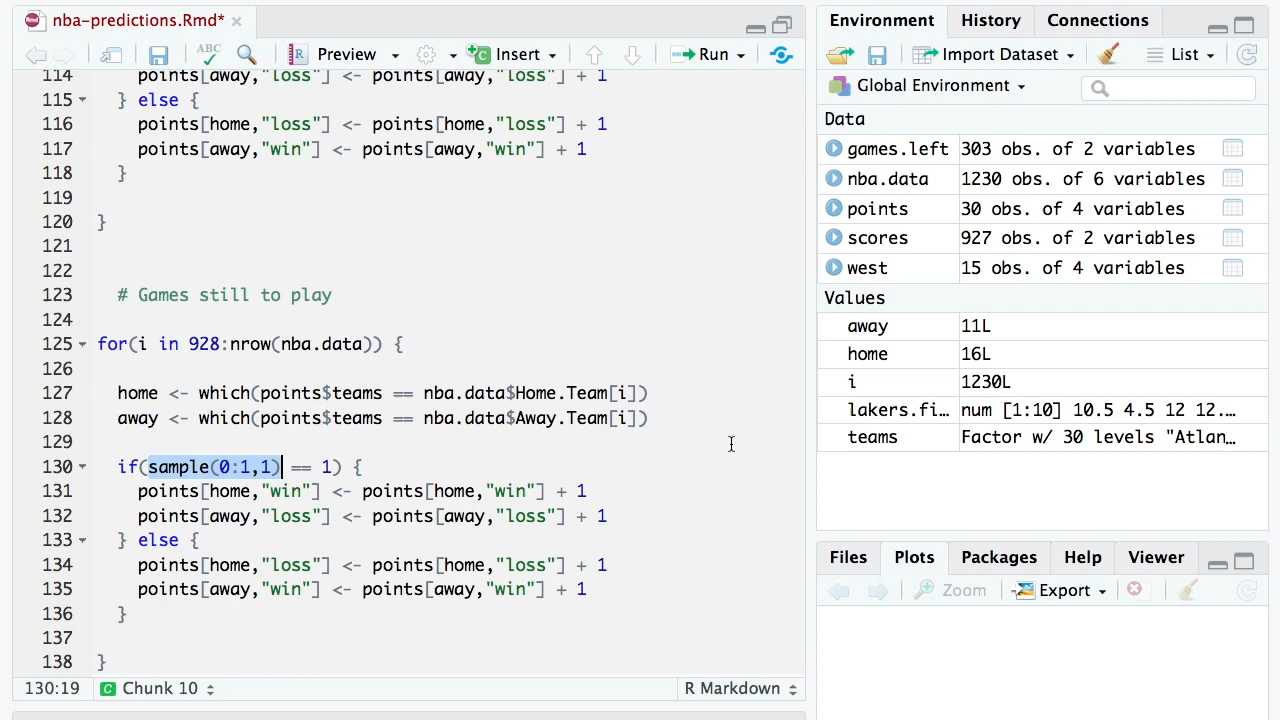 nba-predictions.Rmd*
ABC Preview Insert Run
114 points[away,"loss"] <- points[away,"loss"] + 1
115 } else {
116 points[home,"loss"] <- points[home,"loss"] + 1
117 points[away,"win"] <- points[away,"win"] + 1
118 }
119
120 }
121
122
123 # Games still to play
124
125 for(i in 928:nrow(nba.data)) {
126
127 home <- which(points$teams == nba.data$Home.Team[i])
128 away <- which(points$teams == nba.data$Away.Team[i])
129
130 if(sample(0:1,1) == 1) {
131 points[home,"win"] <- points[home,"win"] + 1
132 points[away,"loss"] <- points[away,"loss"] + 1
133 } else {
134 points[home,"loss"] <- points[home,"loss"] + 1
135 points[away,"win"] <- points[away,"win"] + 1
136 }
137
138 }
130:19 C Chunk 10 R Markdown
Environment History Connections
Import Dataset List
Global Environment
Data
games.left 303 obs. of 2 variables
nba.data 1230 obs. of 6 variables
points 30 obs. of 4 variables
scores 927 obs. of 2 variables
west 15 obs. of 4 variables
Values
away 11L
home 16L
i 1230L
lakers.fi… num [1:10] 10.5 4.5 12 12.…
teams Factor w/ 30 levels "Atlan…
Files Plots Packages Help Viewer
Zoom Export